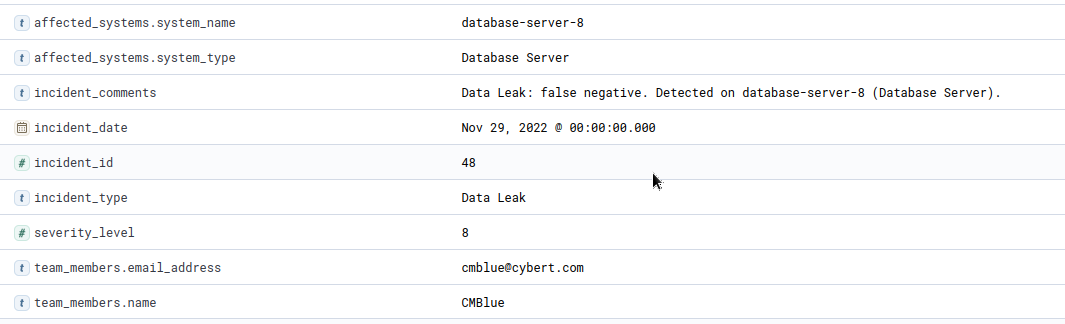 t affected_systems.system_name database-server-8
t affected_systems.system_type Database Server
t incident_comments Data Leak: false negative. Detected on database-server-8 (Database Server).
incident_date Nov 29, 2022 @ 00:00:00.000
# incident_id 48
t incident_type Data Leak
# severity_level 8
t team_members.email_address cmblue@cybert.com
t team_members.name CMBlue